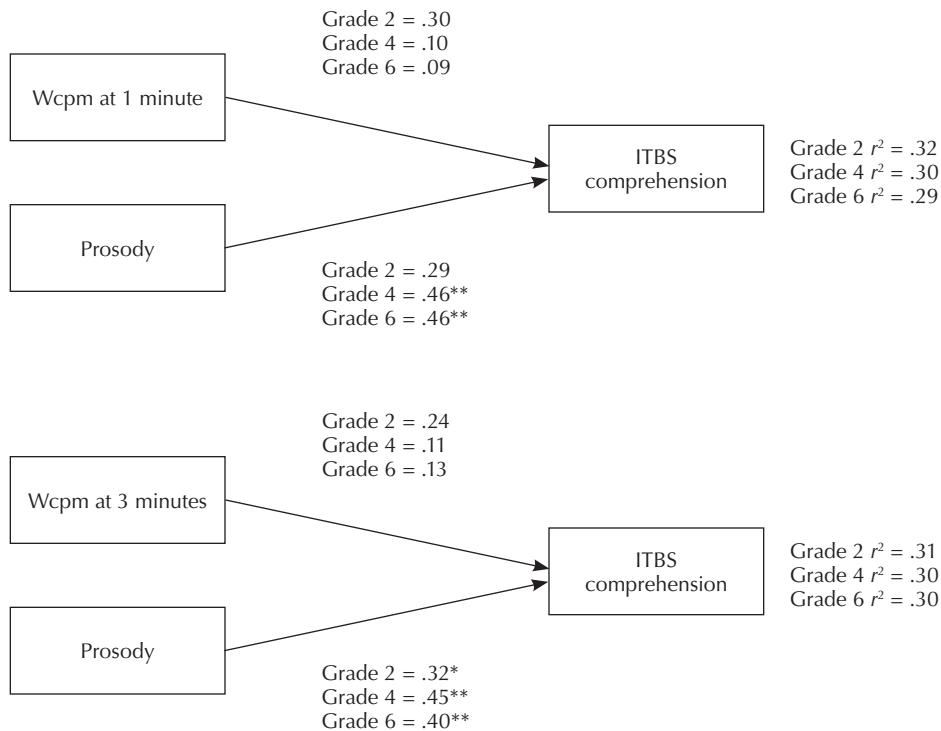 Grade 2 = .30
Grade 4 = .10
Grade 6 = .09
Wcpm at 1 minute
ITBS
comprehension
Grade 2 r² = .32
Grade 4 r² = .30
Grade 6 r² = .29
Prosody
Grade 2 = .29
Grade 4 = .46**
Grade 6 = .46**
Grade 2 = .24
Grade 4 = .11
Grade 6 = .13
Wcpm at 3 minutes
ITBS
comprehension
Grade 2 r² = .31
Grade 4 r² = .30
Grade 6 r² = .30
Prosody
Grade 2 = .32*
Grade 4 = .45**
Grade 6 = .40**